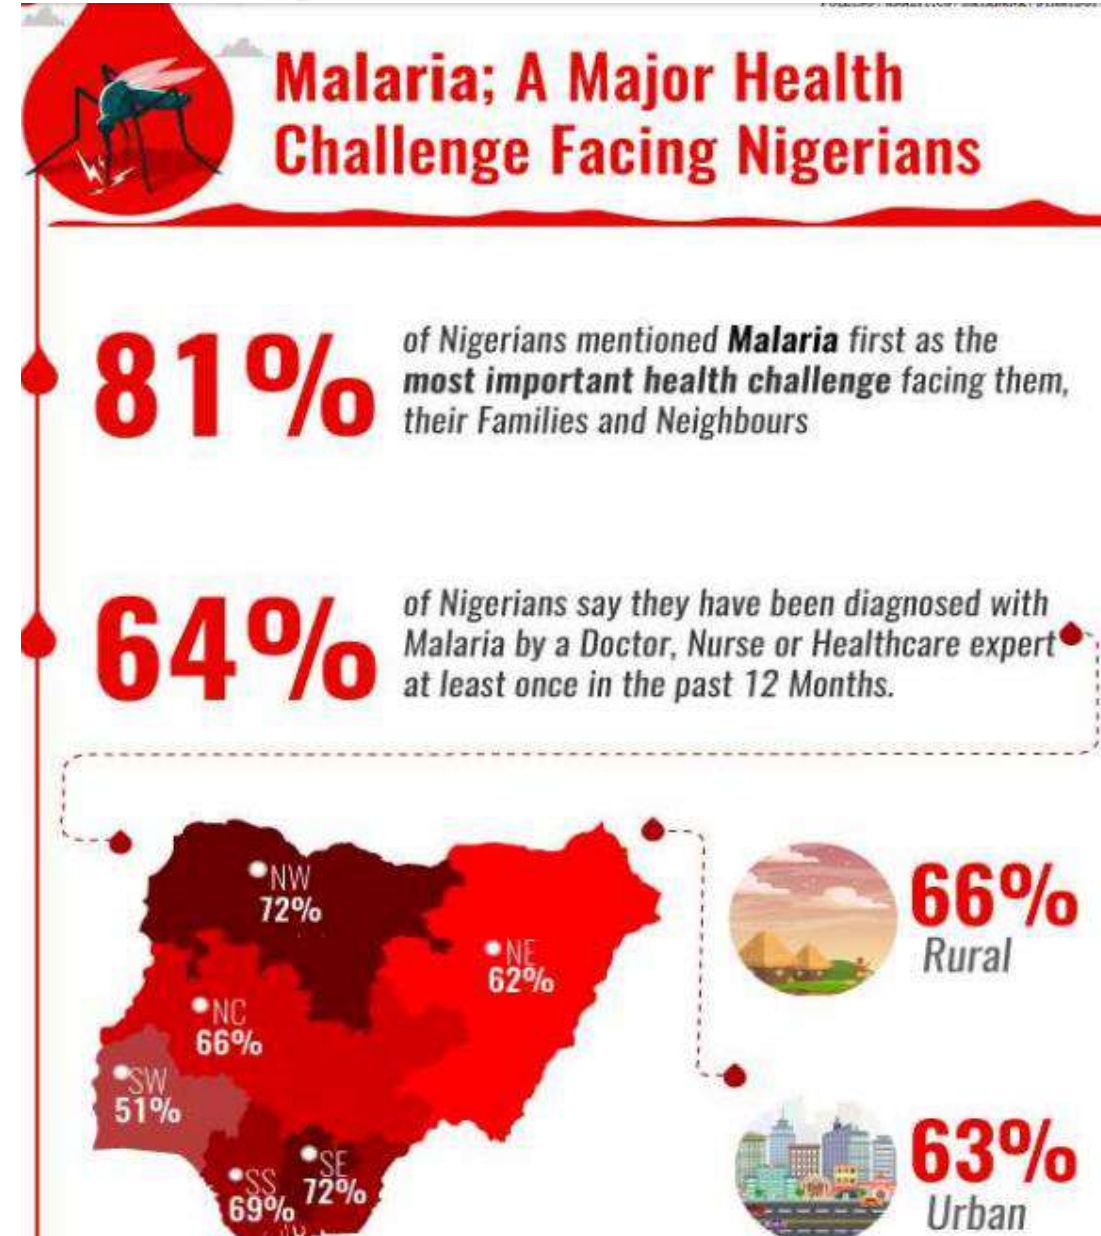 Malaria; A Major Health
Challenge Facing Nigerians
81%
of Nigerians mentioned Malaria first as the
most important health challenge facing them,
their Families and Neighbours
64%
of Nigerians say they have been diagnosed with
Malaria by a Doctor, Nurse or Healthcare expert
at least once in the past 12 Months.
NW
72%
NE
62%
NC
66%
SW
51%
SE
72%
SS
69%
66%
Rural
63%
Urban